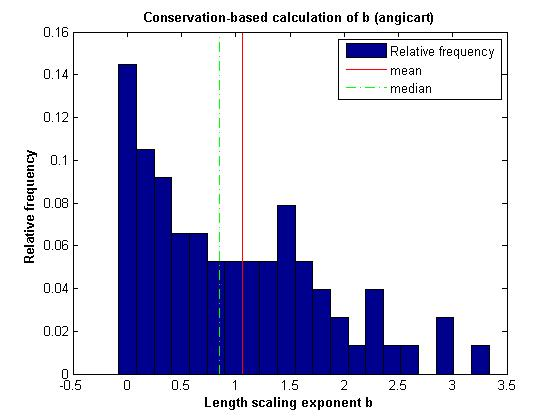 Conservation-based calculation of b (angicart)
0.16
0.14
0.12
0.1
0.08
0.06
0.04
0.02
0
Relative frequency
Relative frequency
mean
median
-0.5 0 0.5 1 1.5 2 2.5 3 3.5
Length scaling exponent b